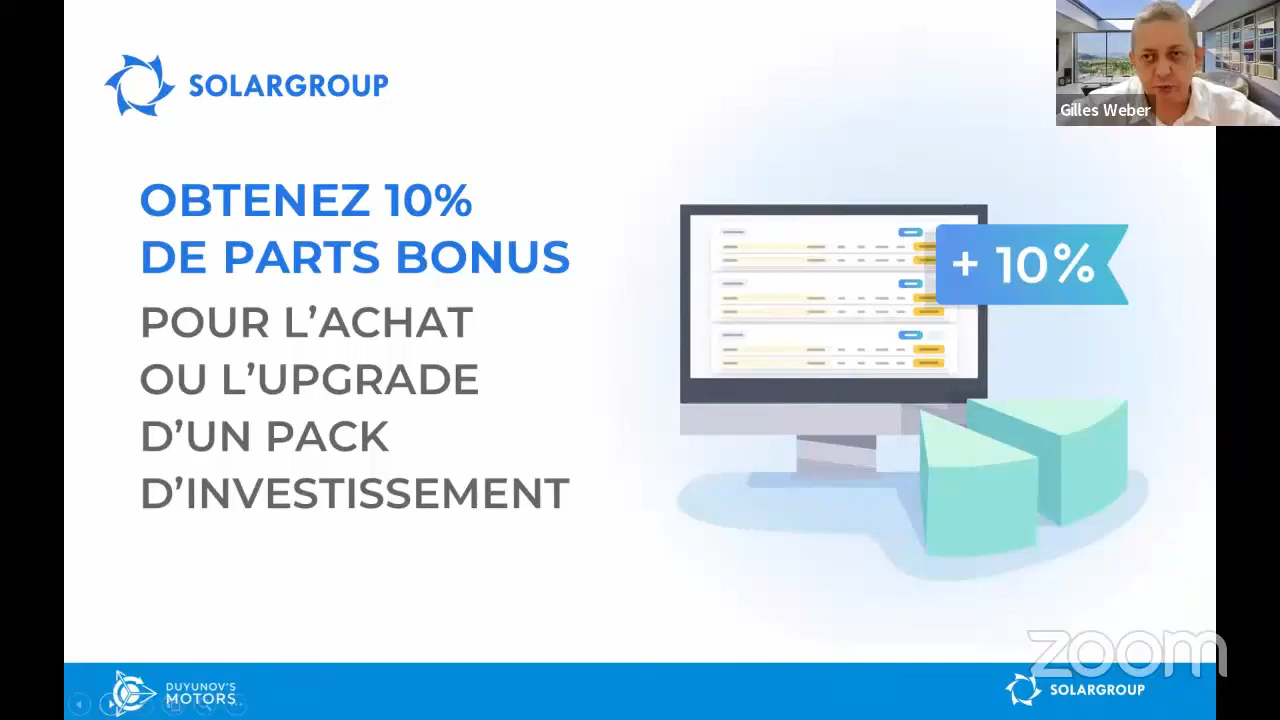 SOLARGROUP
Gilles Weber
OBTENEZ 10%
DE PARTS BONUS
POUR L’ACHAT
OU L’UPGRADE
D’UN PACK
D’INVESTISSEMENT
+ 10%
zoom
DUYUNOV'S
MOTORS
SOLARGROUP